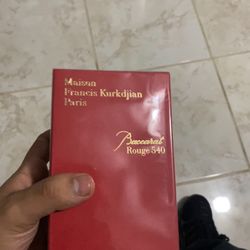 Maison
Francis Kurkdjian
Paris
Baccarat
Rouge 540